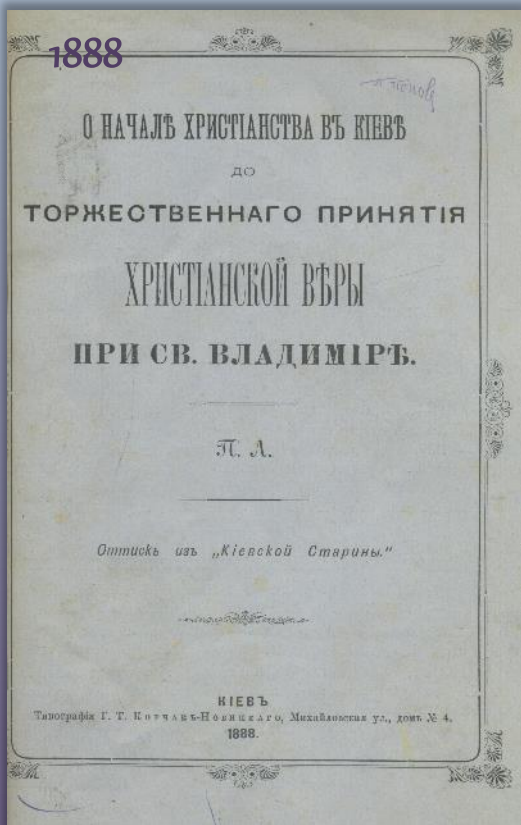 1888
О НАЧАЛѢ ХРИСТІАНСТВА ВЪ КІЕВѢ
ДО
ТОРЖЕСТВЕННАГО ПРИНЯТІЯ
ХРИСТІАНСКОЙ ВѢРЫ
ПРИ СВ. ВЛАДИМІРѢ.
П. А.
Оттискъ изъ „Кіевской Старины."
КІЕВЪ
Типографія Г. Т. Корчакъ-Новицкаго, Михайловская ул., домъ № 4.
1888.